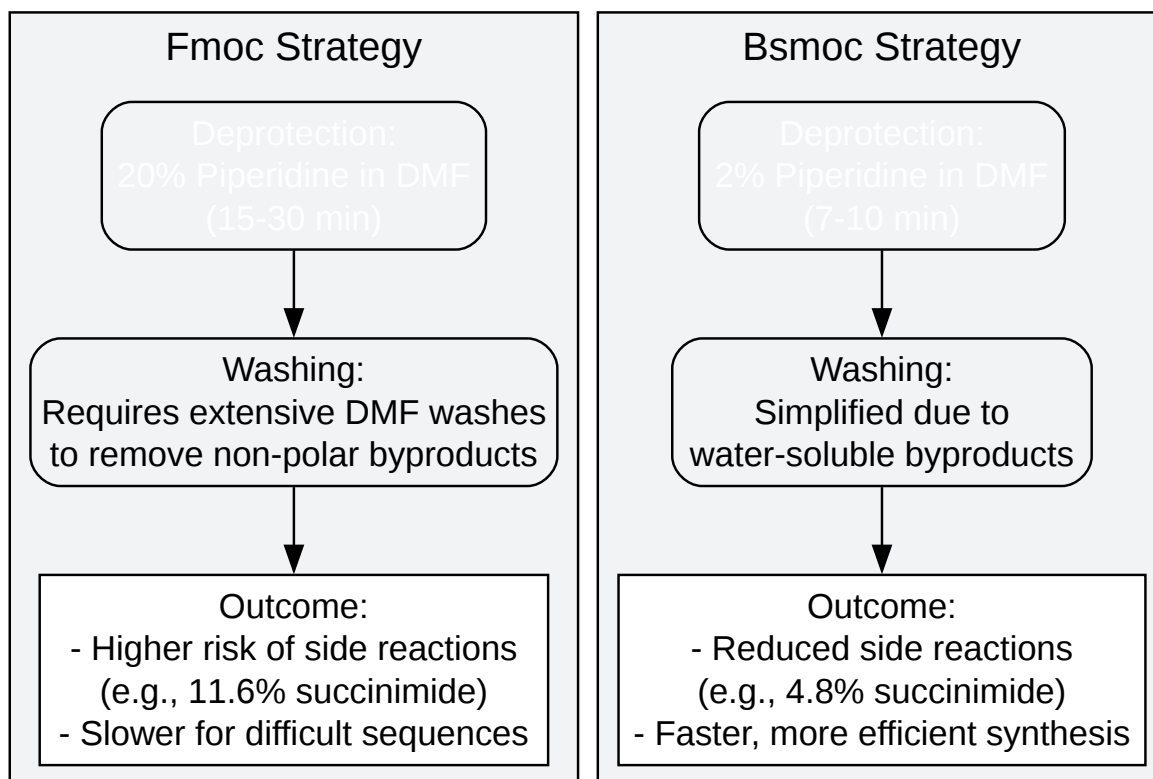 Fmoc Strategy
Deprotection:
20% Piperidine in DMF
(15-30 min)
Washing:
Requires extensive DMF washes
to remove non-polar byproducts
Outcome:
- Higher risk of side reactions
(e.g., 11.6% succinimide)
- Slower for difficult sequences
Bsmoc Strategy
Deprotection:
2% Piperidine in DMF
(7-10 min)
Washing:
Simplified due to
water-soluble byproducts
Outcome:
- Reduced side reactions
(e.g., 4.8% succinimide)
- Faster, more efficient synthesis